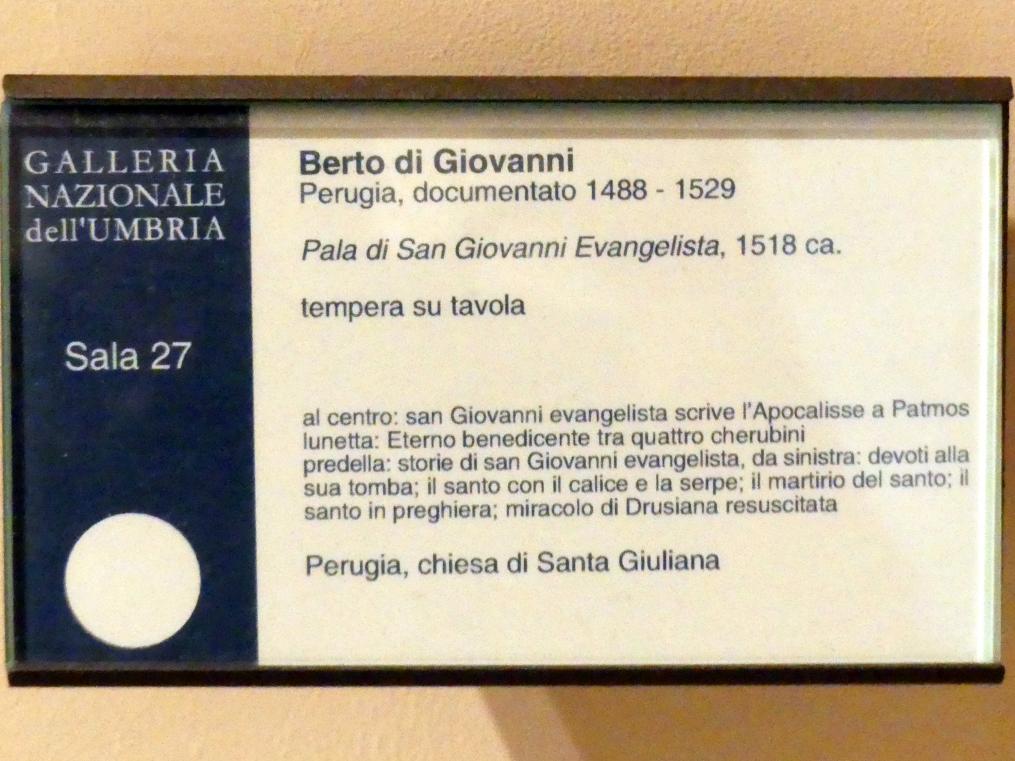 GALLERIA
NAZIONALE
dell'UMBRIA
Sala 27
Berto di Giovanni
Perugia, documentato 1488 - 1529
Pala di San Giovanni Evangelista, 1518 ca.
tempera su tavola
al centro: san Giovanni evangelista scrive l'Apocalisse a Patmos
lunetta: Eterno benedicente tra quattro cherubini
predella: storie di san Giovanni evangelista, da sinistra: devoti alla
sua tomba; il santo con il calice e la serpe; il martirio del santo; il
santo in preghiera; miracolo di Drusiana resuscitata
Perugia, chiesa di Santa Giuliana